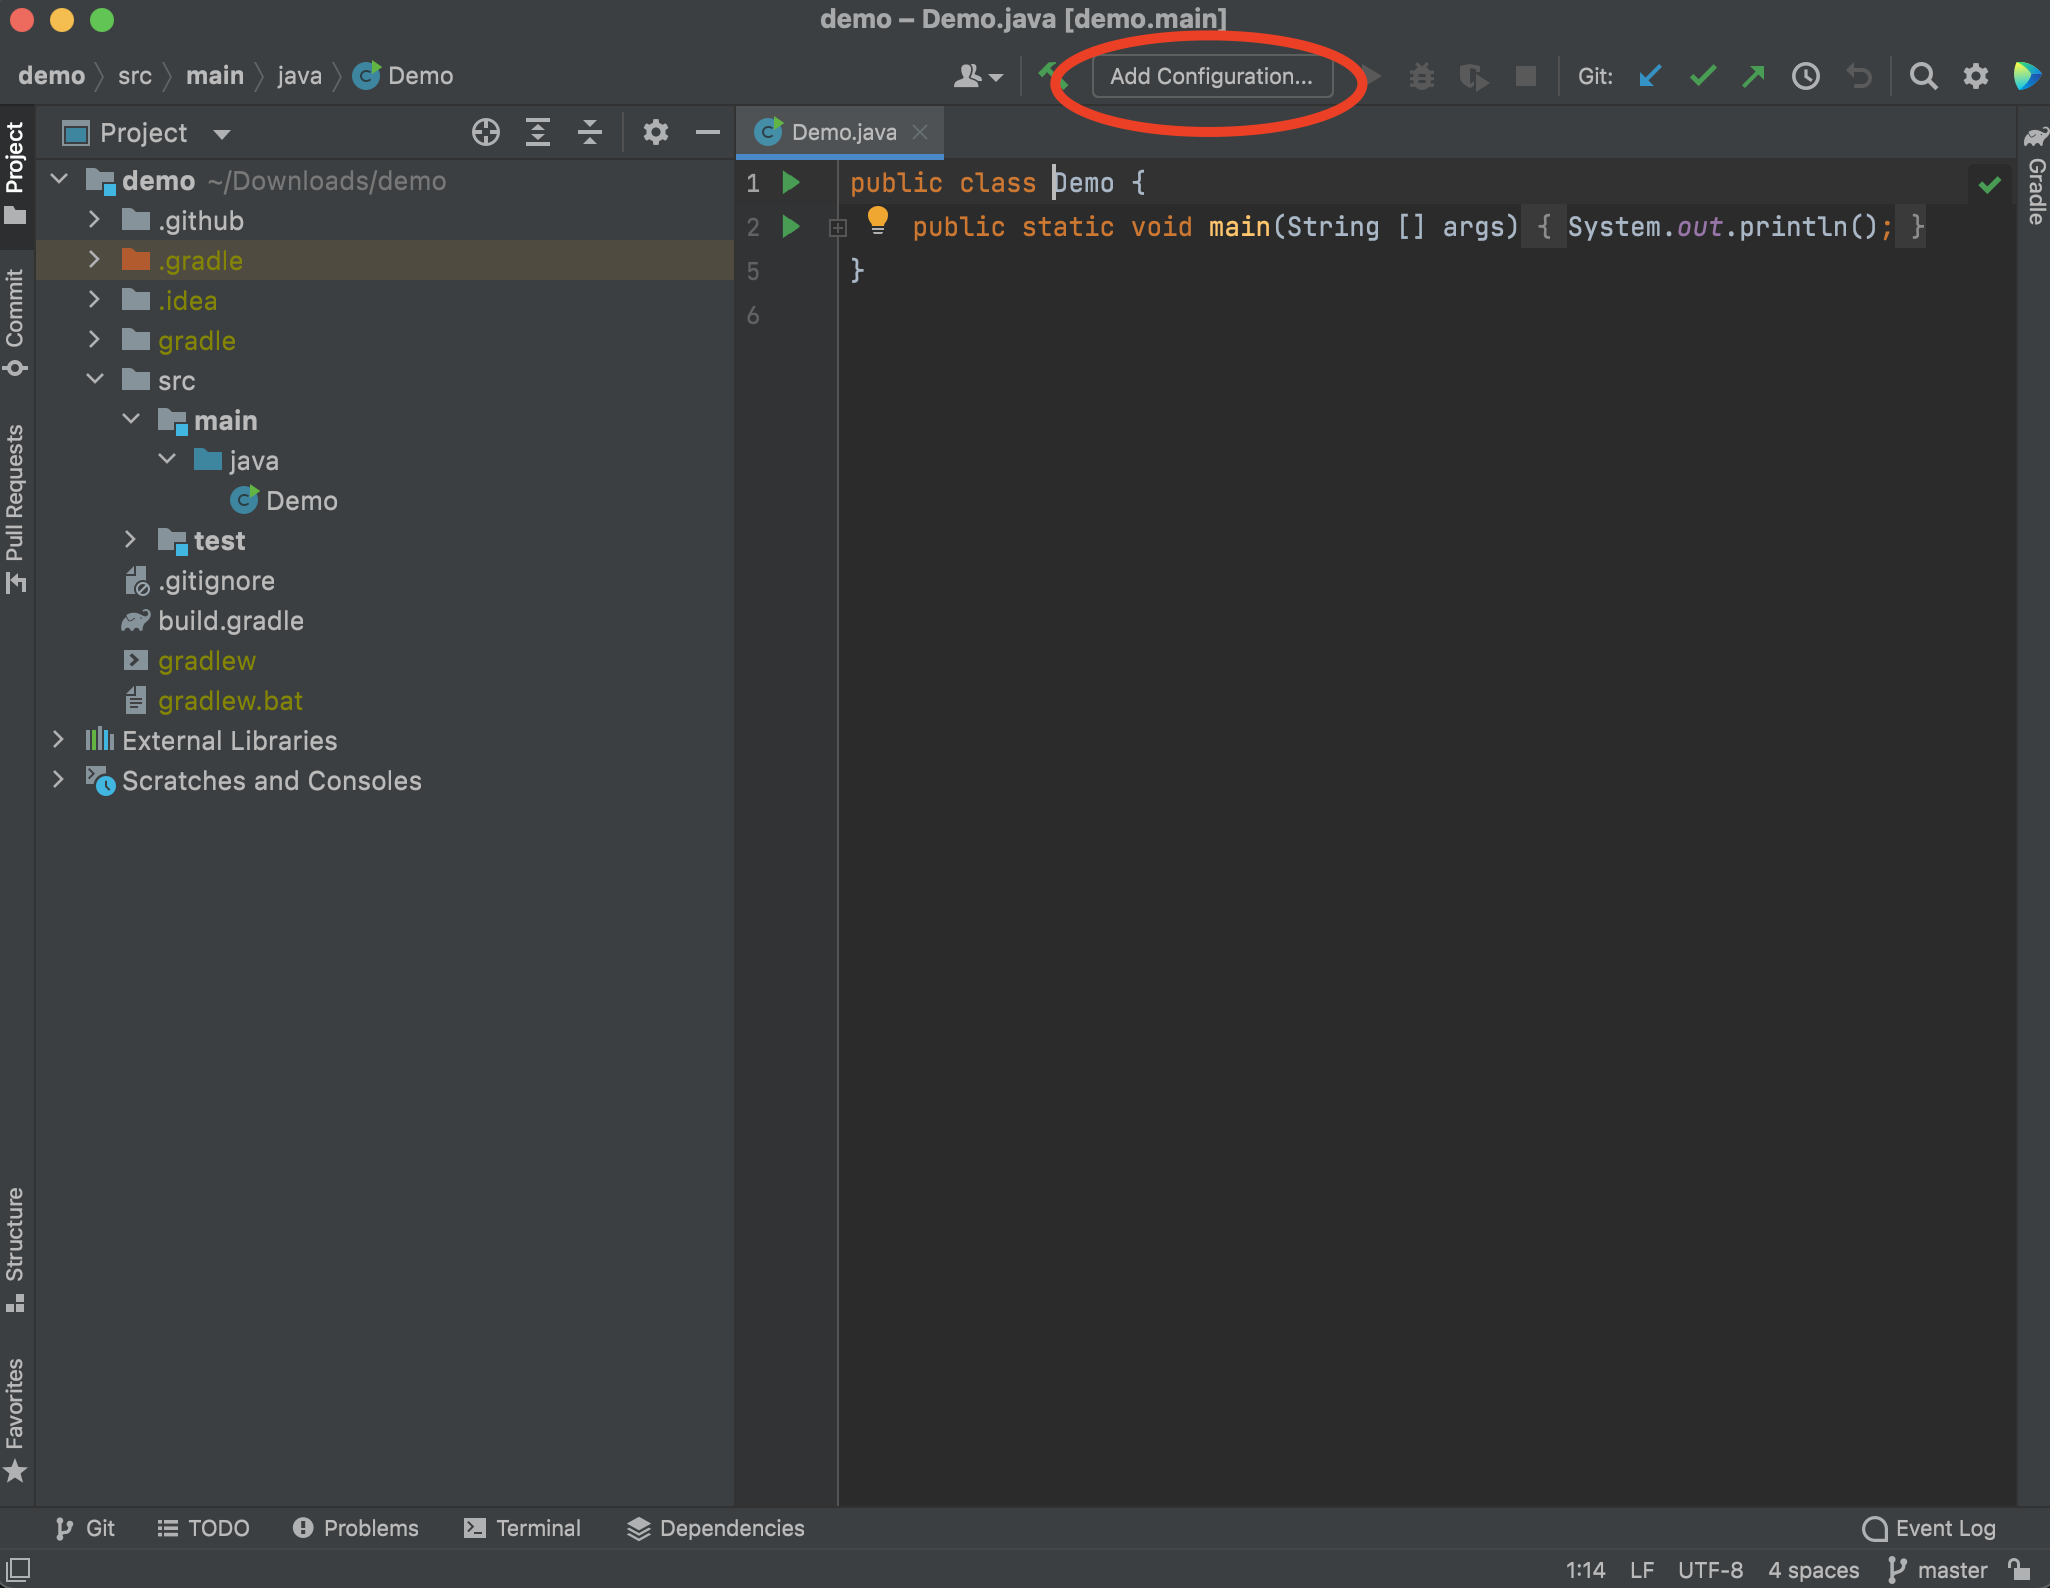 demo – Demo.java [demo.main]
demo src main java Demo
Add Configuration...
Git:
Project
Demo.java
Project
Commit
Pull Requests
Structure
Favorites
demo ~/Downloads/demo
.github
.gradle
.idea
gradle
src
main
java
Demo
test
.gitignore
build.gradle
gradlew
gradlew.bat
External Libraries
Scratches and Consoles
1 public class Demo {
2 public static void main(String [] args) { System.out.println(); }
5 }
6
Gradle
Git TODO Problems Terminal Dependencies Event Log
1:14 LF UTF-8 4 spaces master